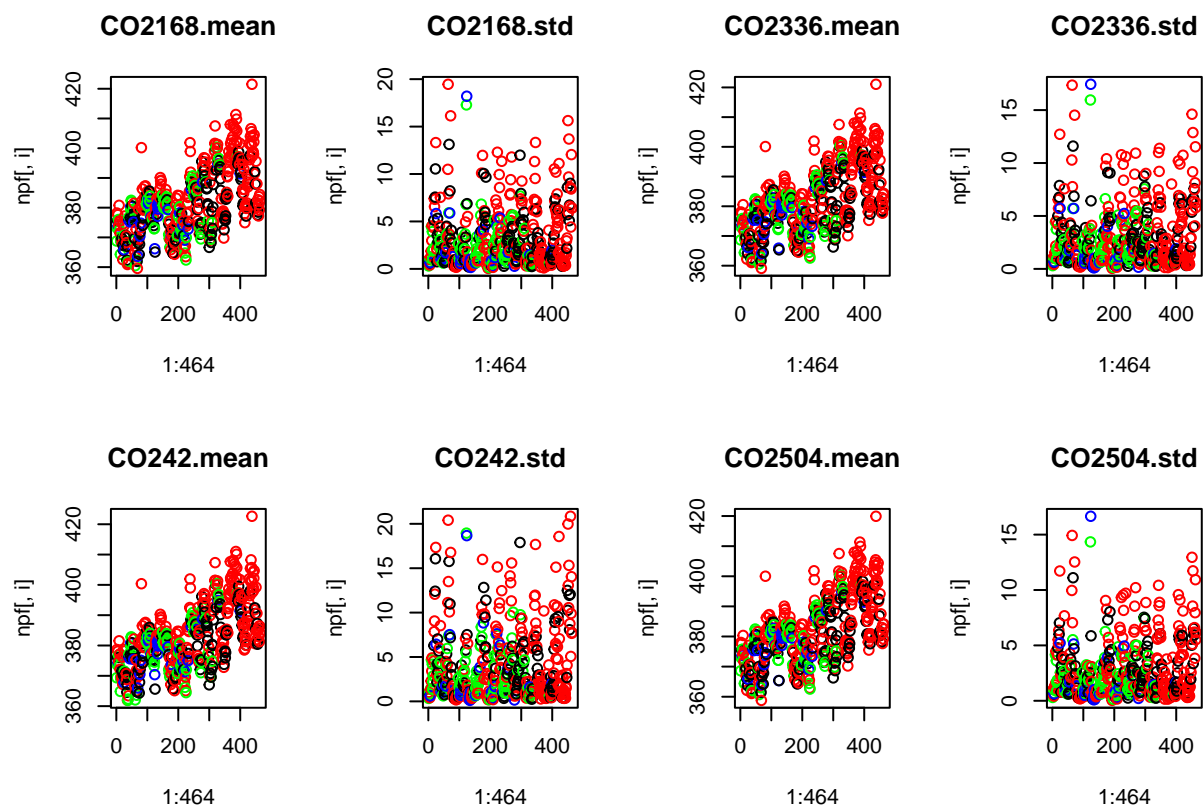 CO2168.mean CO2168.std CO2336.mean CO2336.std
npf[, i]
360 380 400 420
0 200 400
1:464
npf[, i]
0 5 10 15 20
0 200 400
1:464
npf[, i]
360 380 400 420
0 200 400
1:464
npf[, i]
0 5 10 15
0 200 400
1:464
CO242.mean CO242.std CO2504.mean CO2504.std
npf[, i]
360 380 400 420
0 200 400
1:464
npf[, i]
0 5 10 15 20
0 200 400
1:464
npf[, i]
360 380 400 420
0 200 400
1:464
npf[, i]
0 5 10 15
0 200 400
1:464